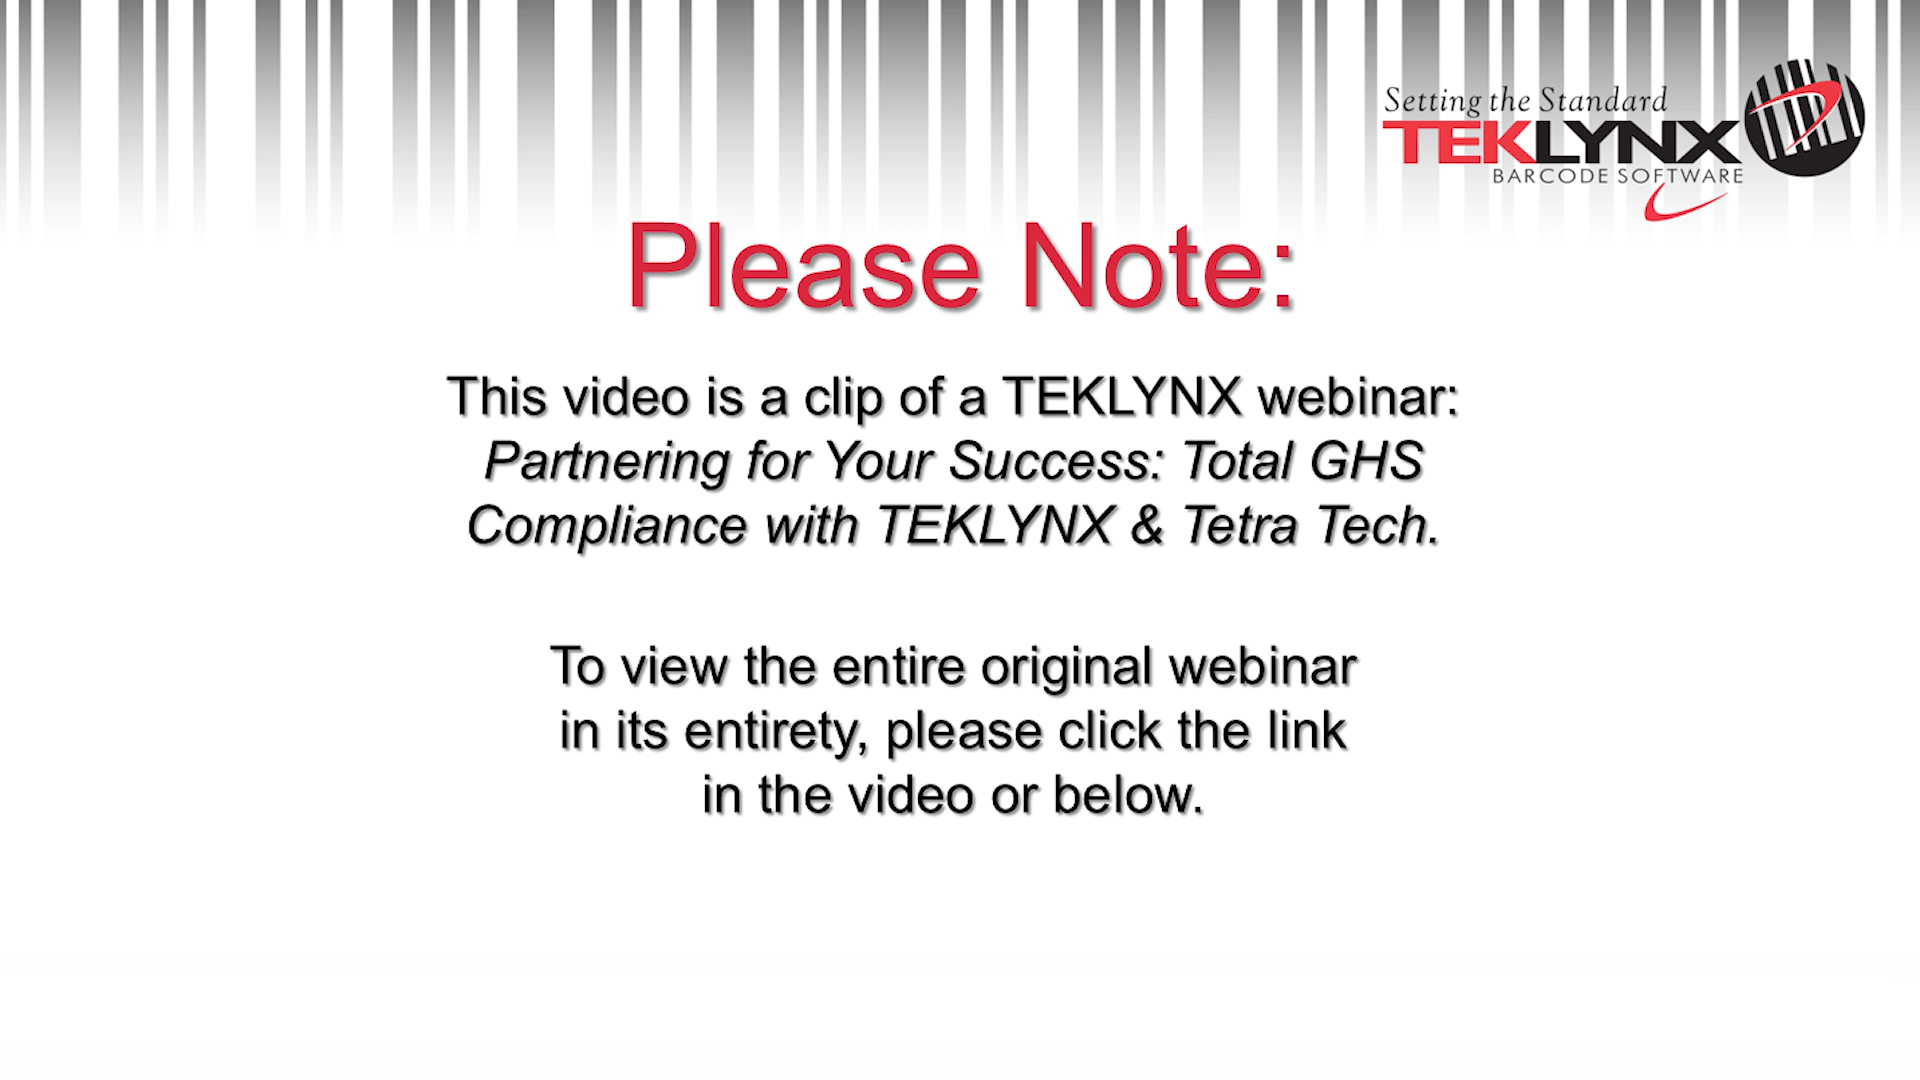 Setting the Standard
TEKLYNX
BARCODE SOFTWARE
Please Note:
This video is a clip of a TEKLYNX webinar:
Partnering for Your Success: Total GHS
Compliance with TEKLYNX & Tetra Tech.
To view the entire original webinar
in its entirety, please click the link
in the video or below.